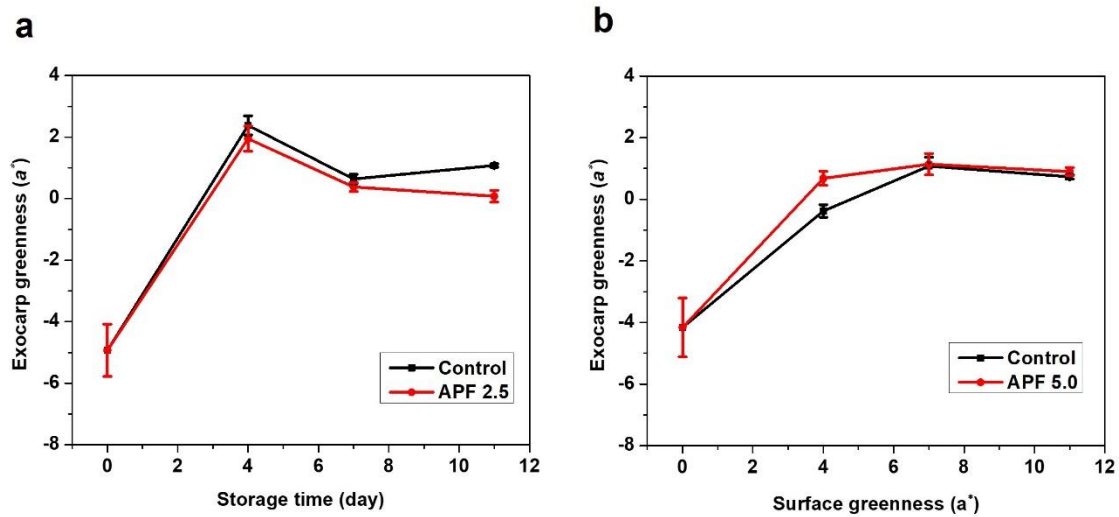 a
Exocarp greenness (a*)
4
2
0
-2
-4
-6
-8
0 2 4 6 8 10 12
Storage time (day)
Control
APF 2.5
b
Exocarp greenness (a*)
4
2
0
-2
-4
-6
-8
0 2 4 6 8 10 12
Surface greenness (a*)
Control
APF 5.0